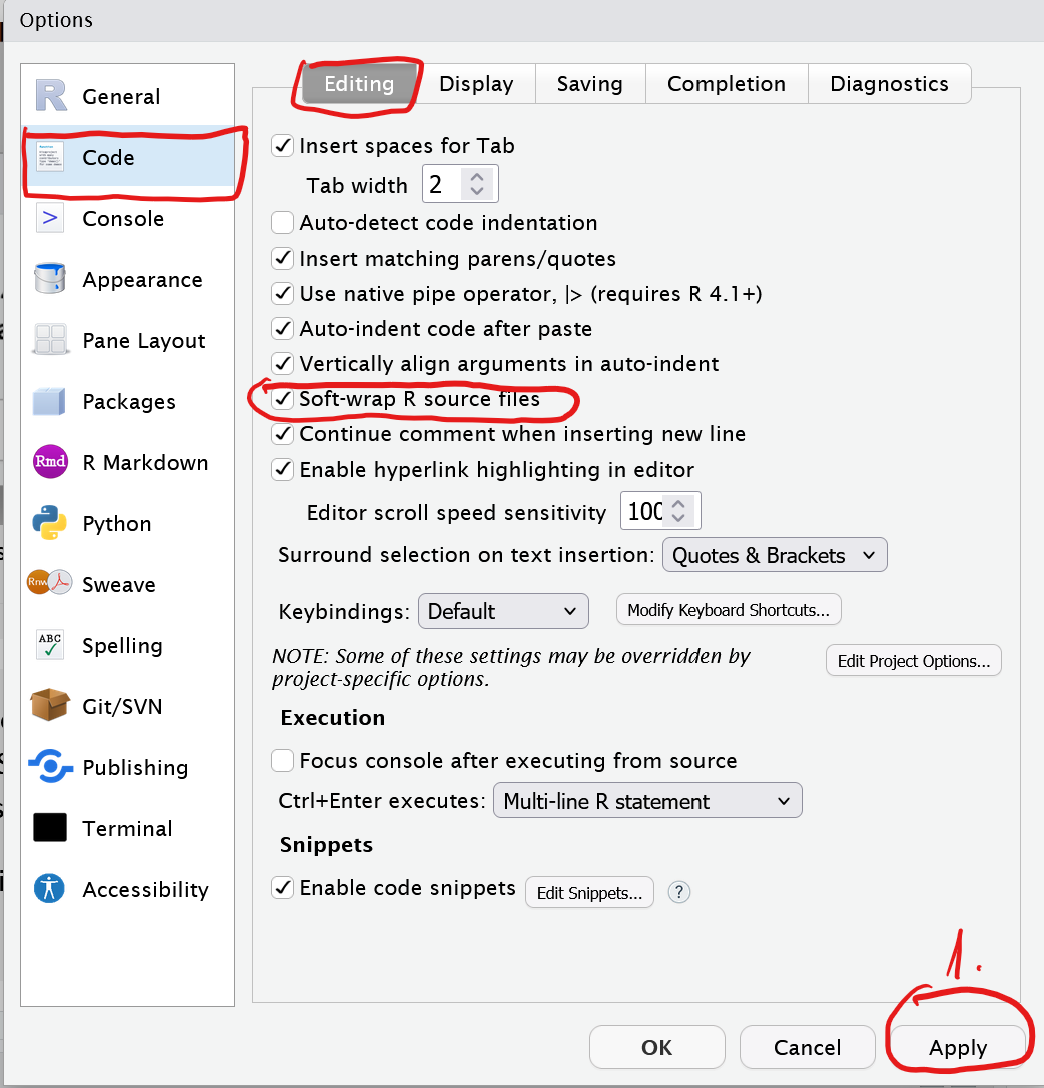 Options
General
Code
Console
Appearance
Pane Layout
Packages
Rmd R Markdown
Python
Rnw Sweave
ABC Spelling
Git/SVN
Publishing
Terminal
Accessibility
Editing Display Saving Completion Diagnostics
Insert spaces for Tab
Tab width 2
Auto-detect code indentation
Insert matching parens/quotes
Use native pipe operator, |> (requires R 4.1+)
Auto-indent code after paste
Vertically align arguments in auto-indent
Soft-wrap R source files
Continue comment when inserting new line
Enable hyperlink highlighting in editor
Editor scroll speed sensitivity 100
Surround selection on text insertion: Quotes & Brackets
Keybindings: Default Modify Keyboard Shortcuts...
NOTE: Some of these settings may be overridden by
project-specific options.
Edit Project Options...
Execution
Focus console after executing from source
Ctrl+Enter executes: Multi-line R statement
Snippets
Enable code snippets Edit Snippets... ?
1.
OK Cancel Apply